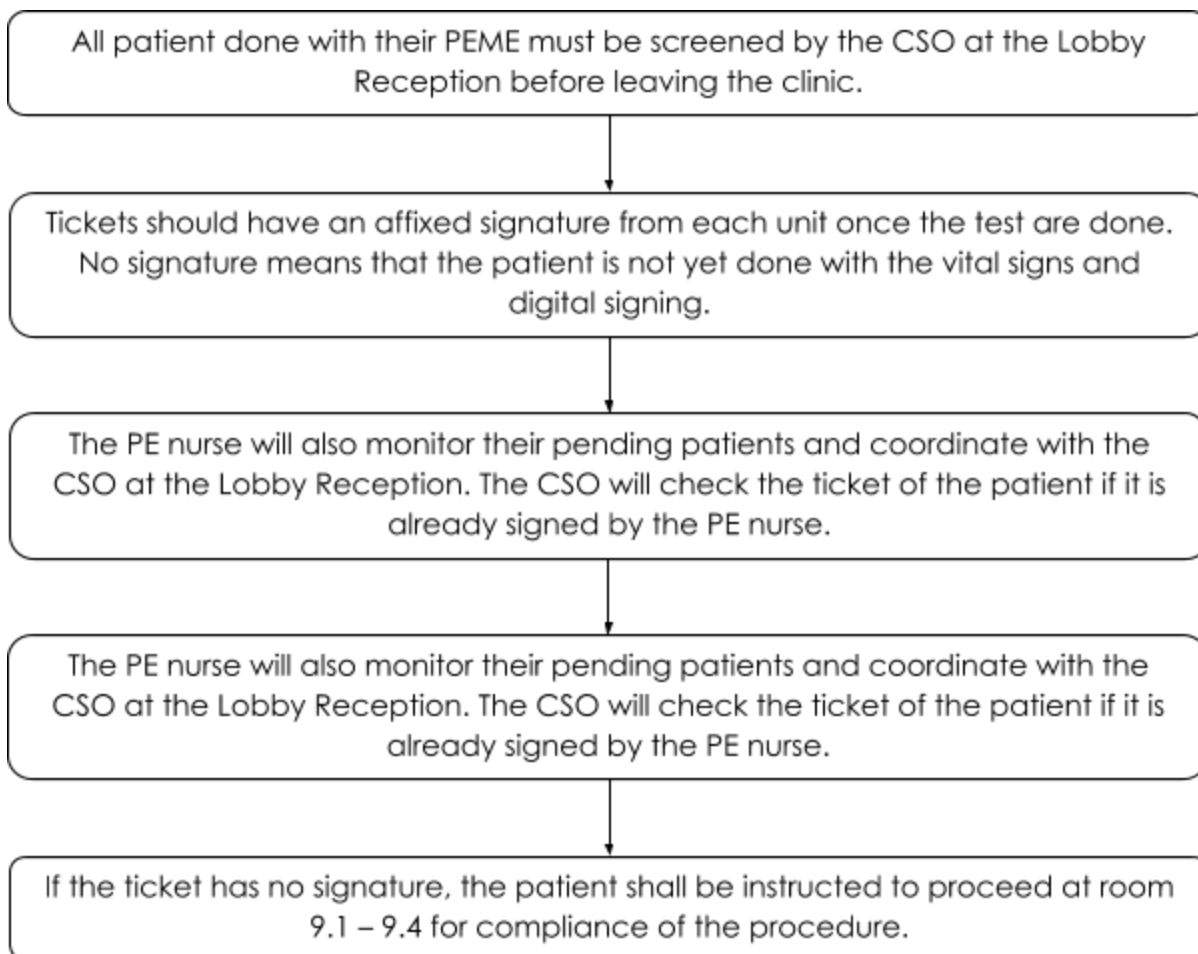 All patient done with their PEME must be screened by the CSO at the Lobby
Reception before leaving the clinic.
Tickets should have an affixed signature from each unit once the test are done.
No signature means that the patient is not yet done with the vital signs and
digital signing.
The PE nurse will also monitor their pending patients and coordinate with the
CSO at the Lobby Reception. The CSO will check the ticket of the patient if it is
already signed by the PE nurse.
The PE nurse will also monitor their pending patients and coordinate with the
CSO at the Lobby Reception. The CSO will check the ticket of the patient if it is
already signed by the PE nurse.
If the ticket has no signature, the patient shall be instructed to proceed at room
9.1 – 9.4 for compliance of the procedure.